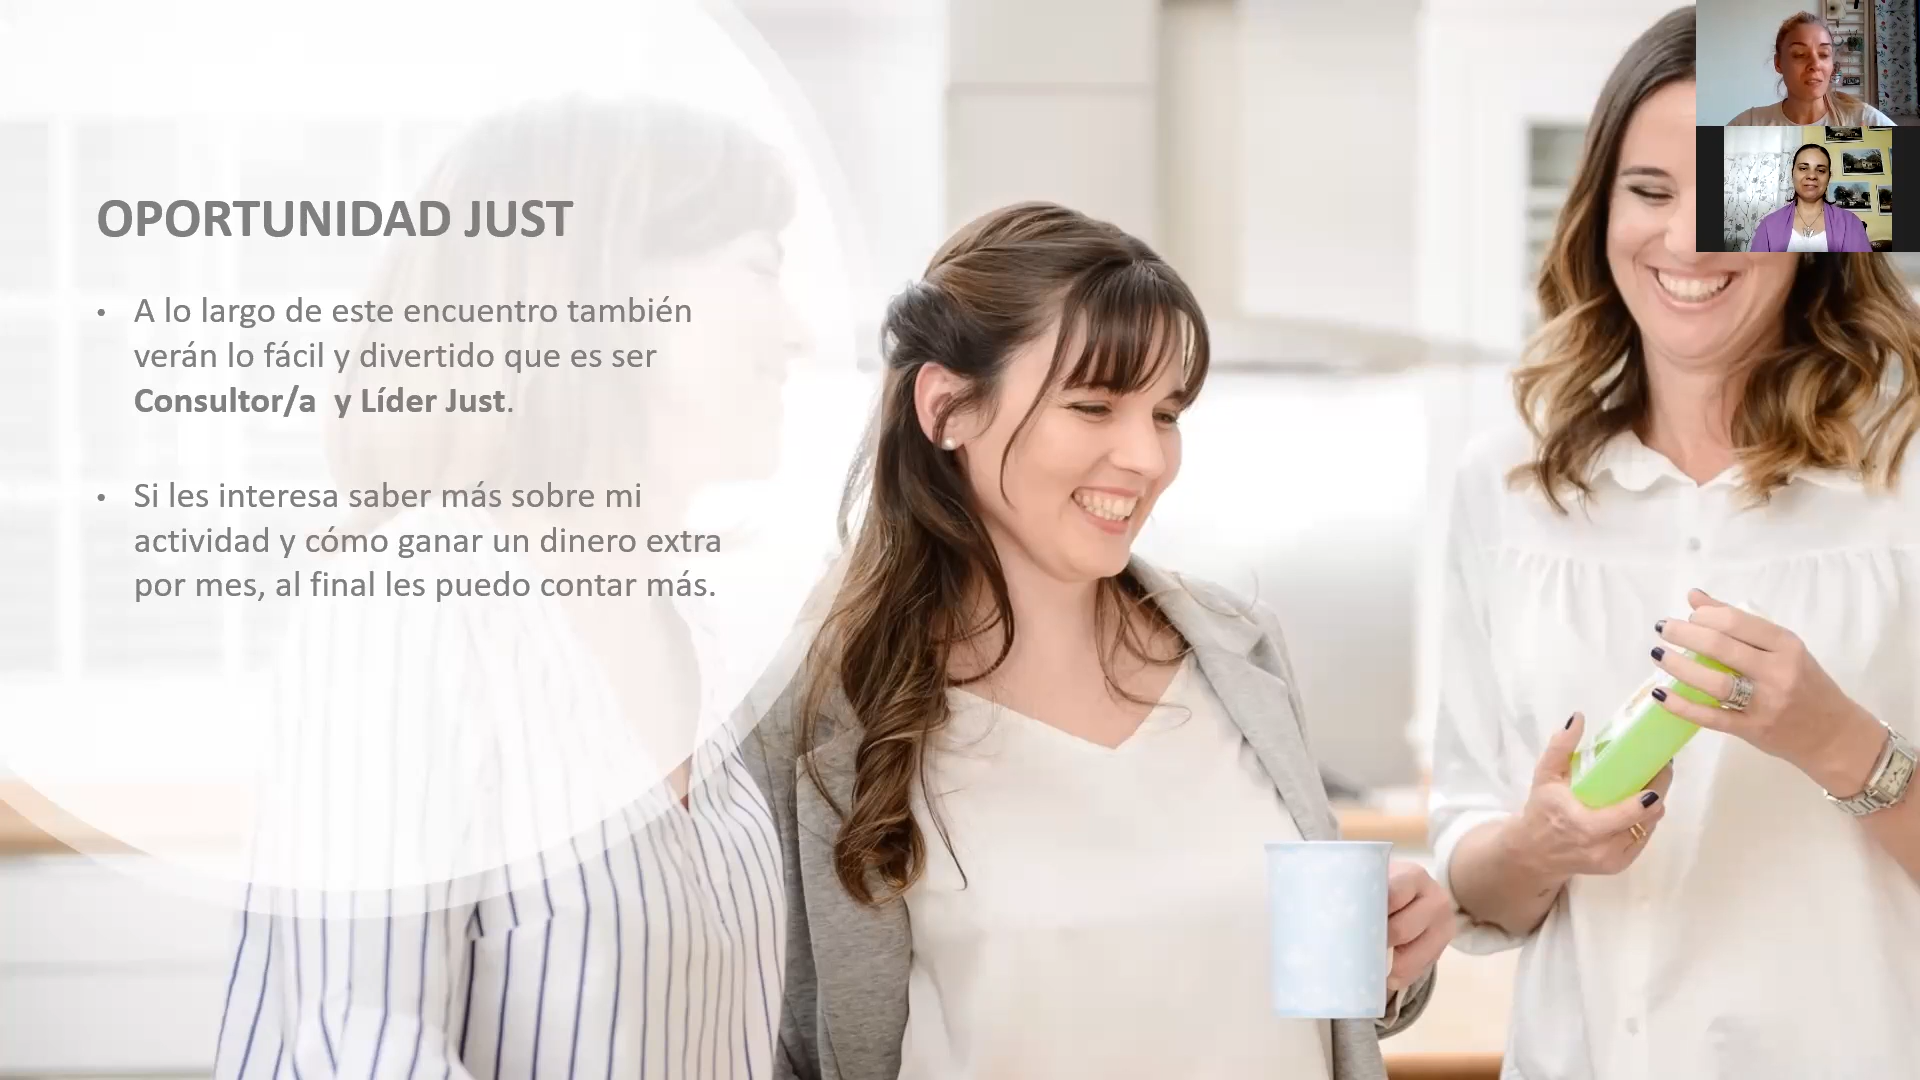 OPORTUNIDAD JUST
• A lo largo de este encuentro también
verán lo fácil y divertido que es ser
Consultor/a y Líder Just.
• Si les interesa saber más sobre mi
actividad y cómo ganar un dinero extra
por mes, al final les puedo contar más.